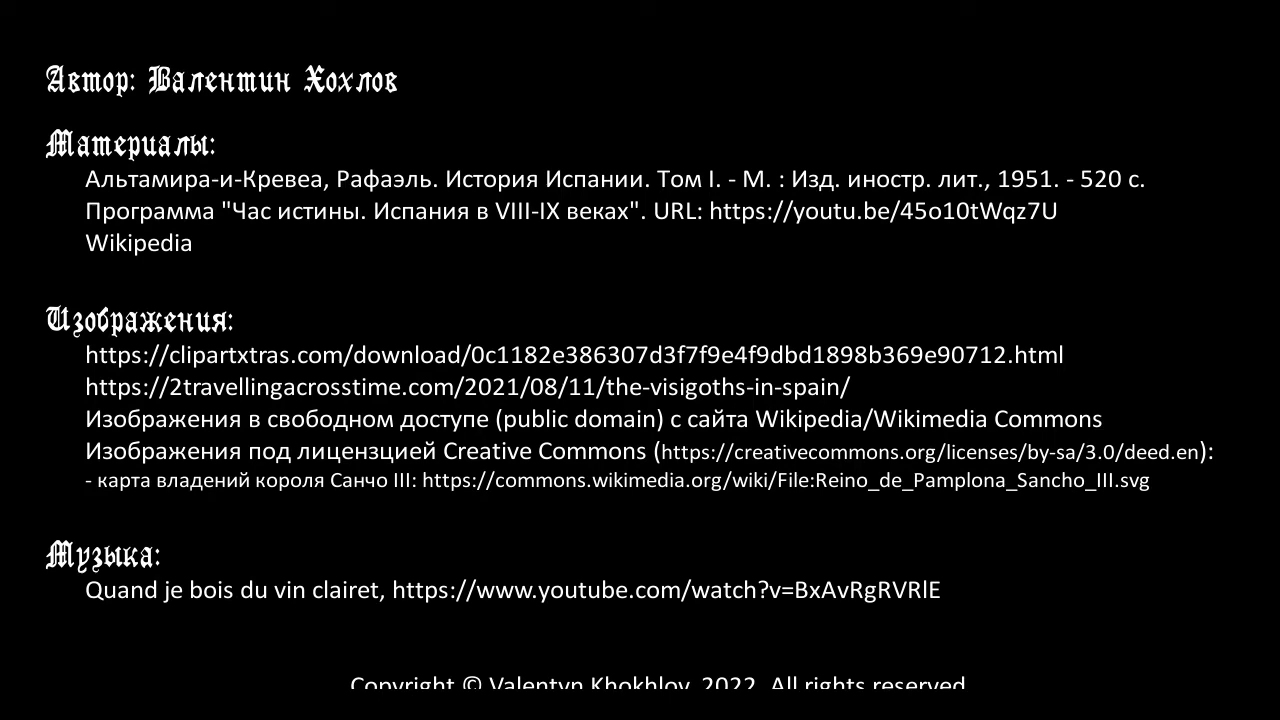 Автор: Валентин Хохлов
Материалы:
Альтамира-и-Кревеа, Рафаэль. История Испании. Том I. - М. : Изд. иностр. лит., 1951. - 520 с.
Программа "Час истины. Испания в VIII-IX веках". URL: https://youtu.be/45o10tWqz7U
Wikipedia
Изображения:
https://clipartxtras.com/download/0c1182e386307d3f7f9e4f9dbd1898b369e90712.html
https://2travellingacrosstime.com/2021/08/11/the-visigoths-in-spain/
Изображения в свободном доступе (public domain) с сайта Wikipedia/Wikimedia Commons
Изображения под лицензцией Creative Commons (https://creativecommons.org/licenses/by-sa/3.0/deed.en):
- карта владений короля Санчо III: https://commons.wikimedia.org/wiki/File:Reino_de_Pamplona_Sancho_III.svg
Музыка:
Quand je bois du vin clairet, https://www.youtube.com/watch?v=BxAvRgRVRlE
Copyright © Valentyn Khokhlov, 2022. All rights reserved